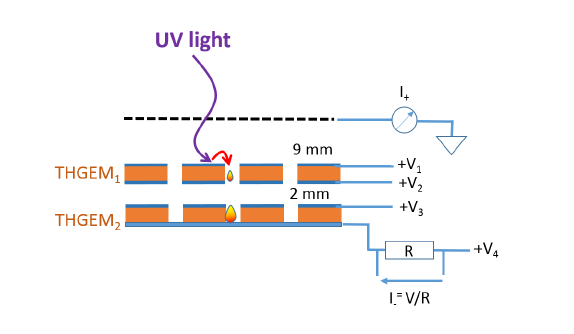 UV light
I+
9 mm
THGEM1
+V1
+V2
2 mm
+V3
THGEM2
R
+V4
I-=V/R